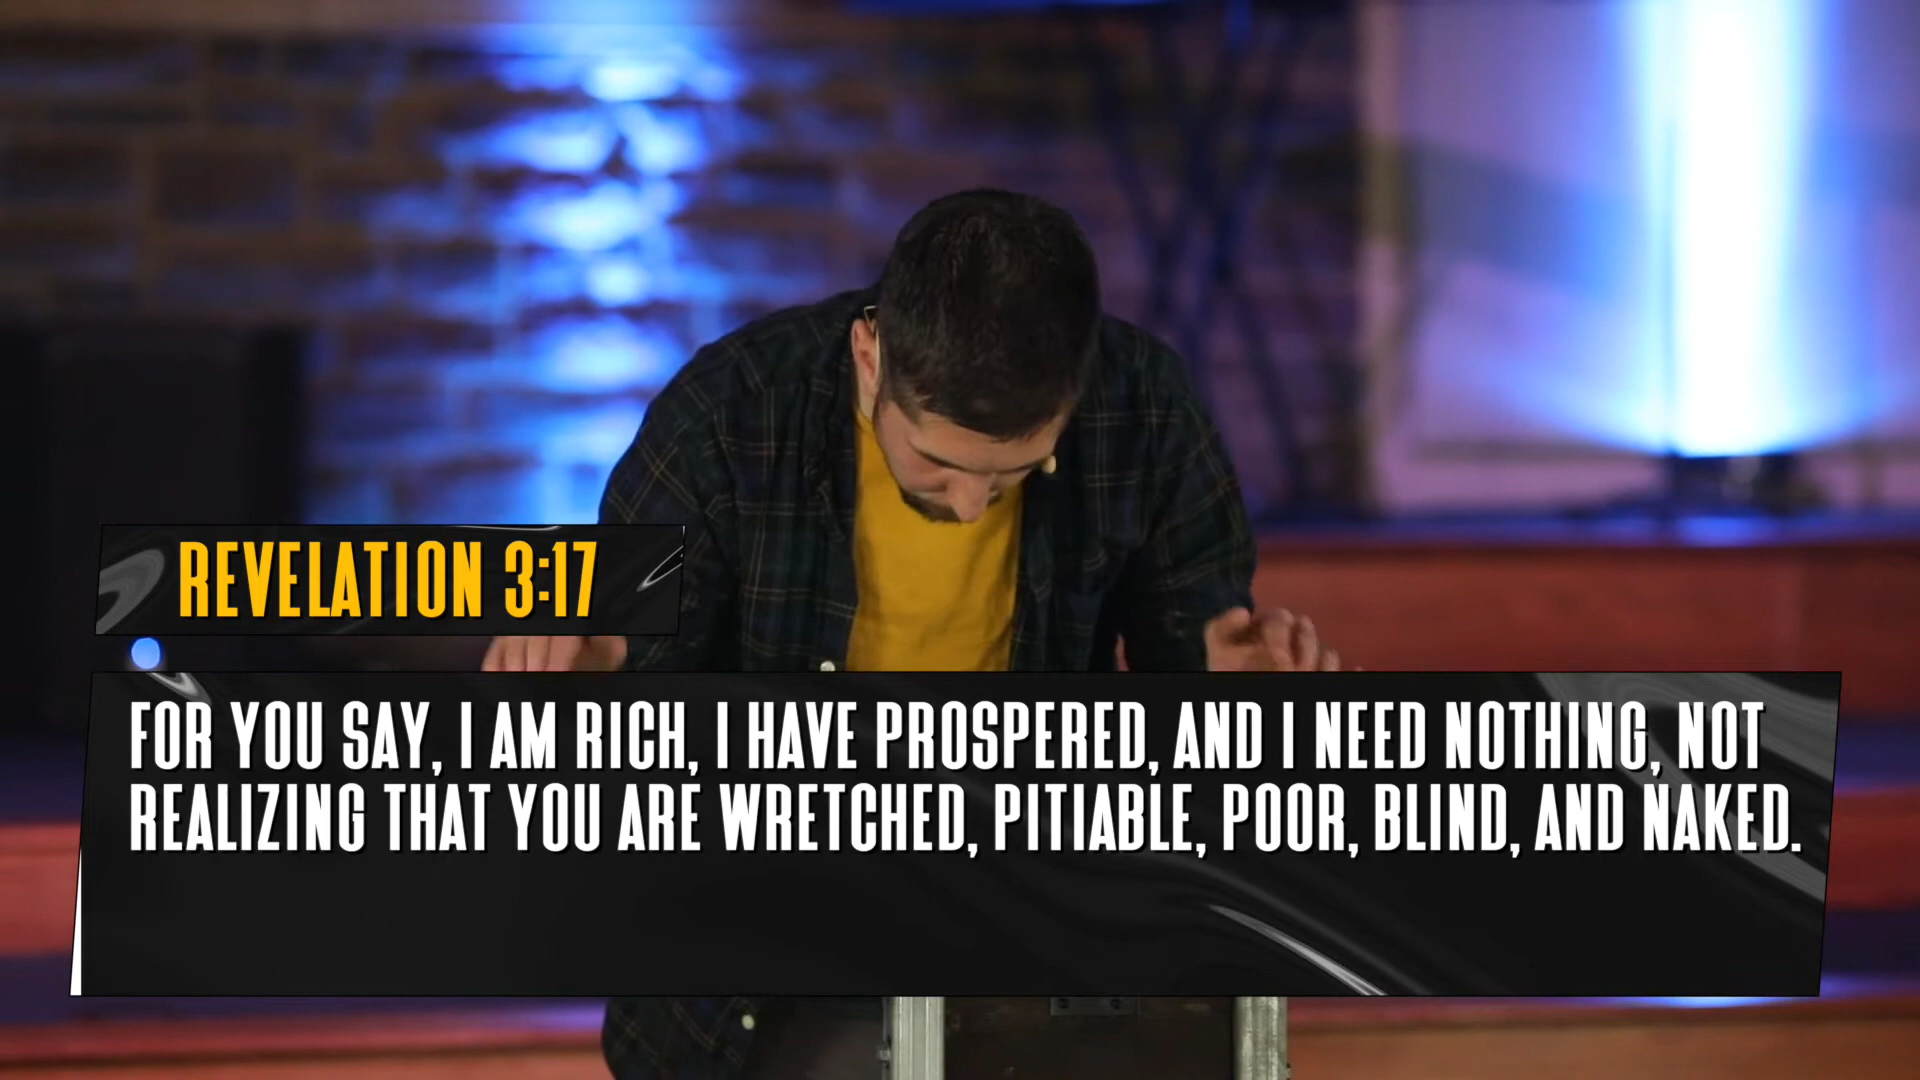 REVELATION 3:17
FOR YOU SAY, I AM RICH, I HAVE PROSPERED, AND I NEED NOTHING, NOT
REALIZING THAT YOU ARE WRETCHED, PITIABLE, POOR, BLIND, AND NAKED.